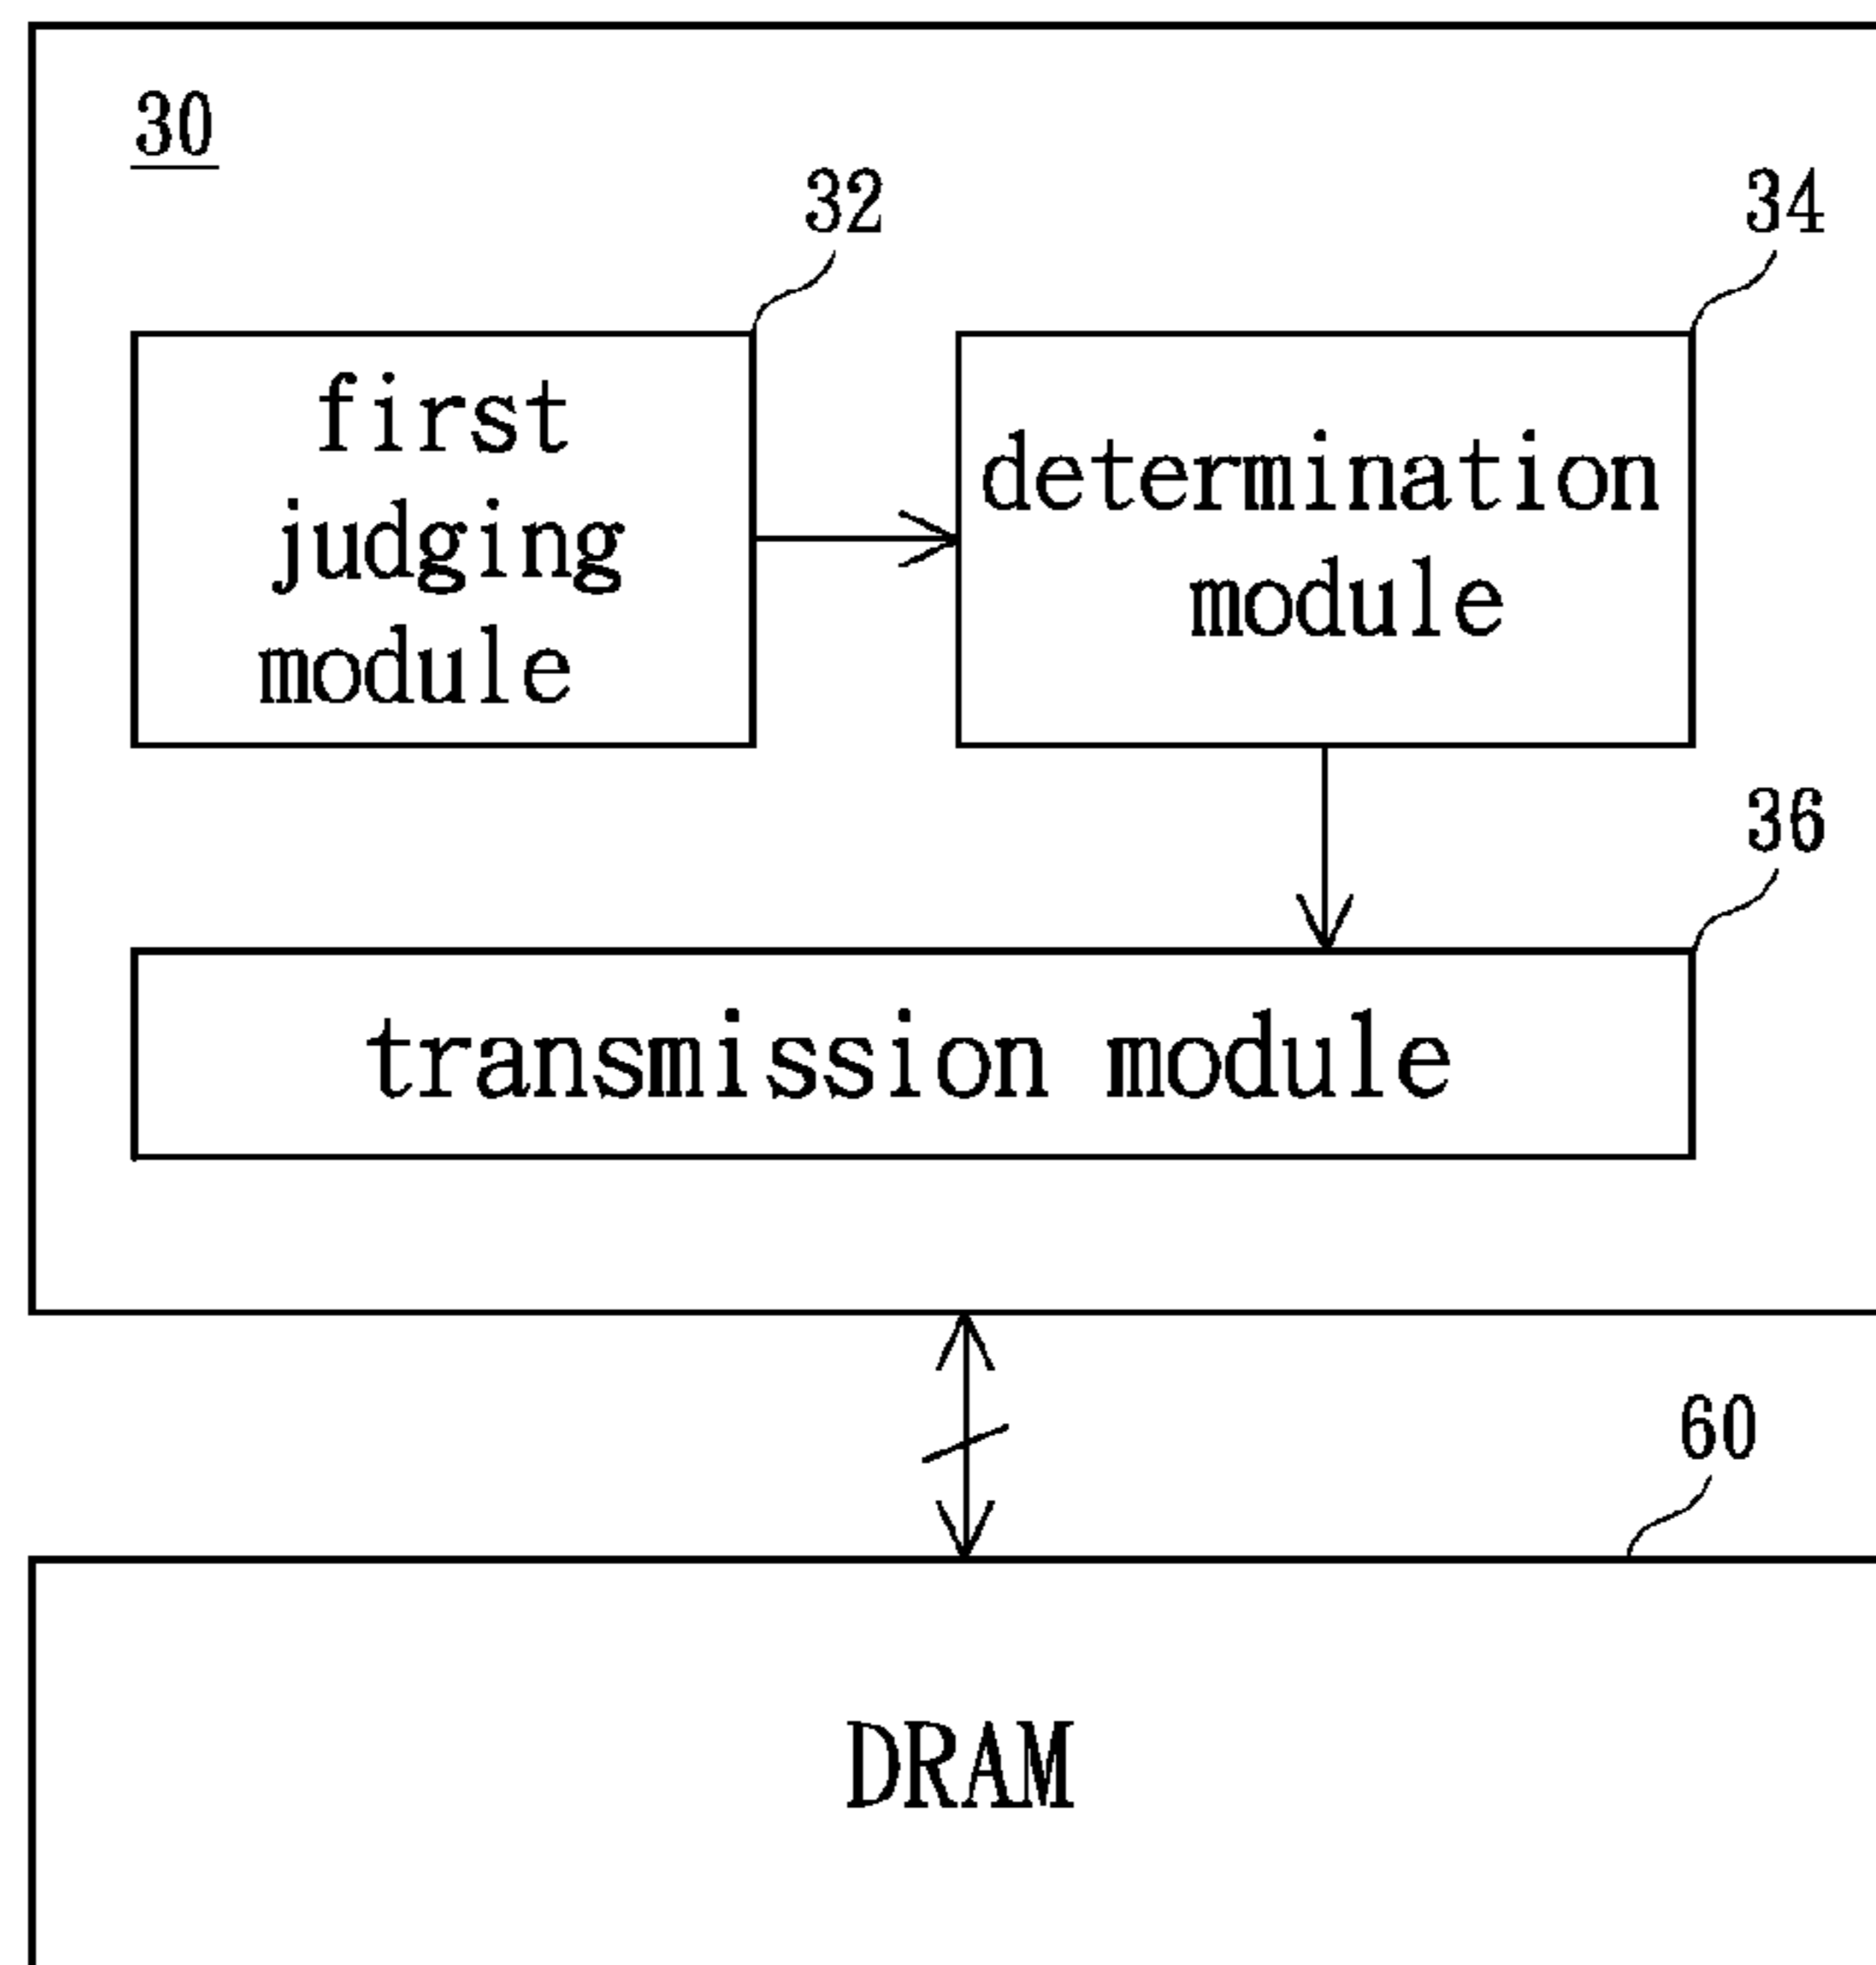 30
32
34
first
judging
module
determination
module
36
transmission module
60
DRAM